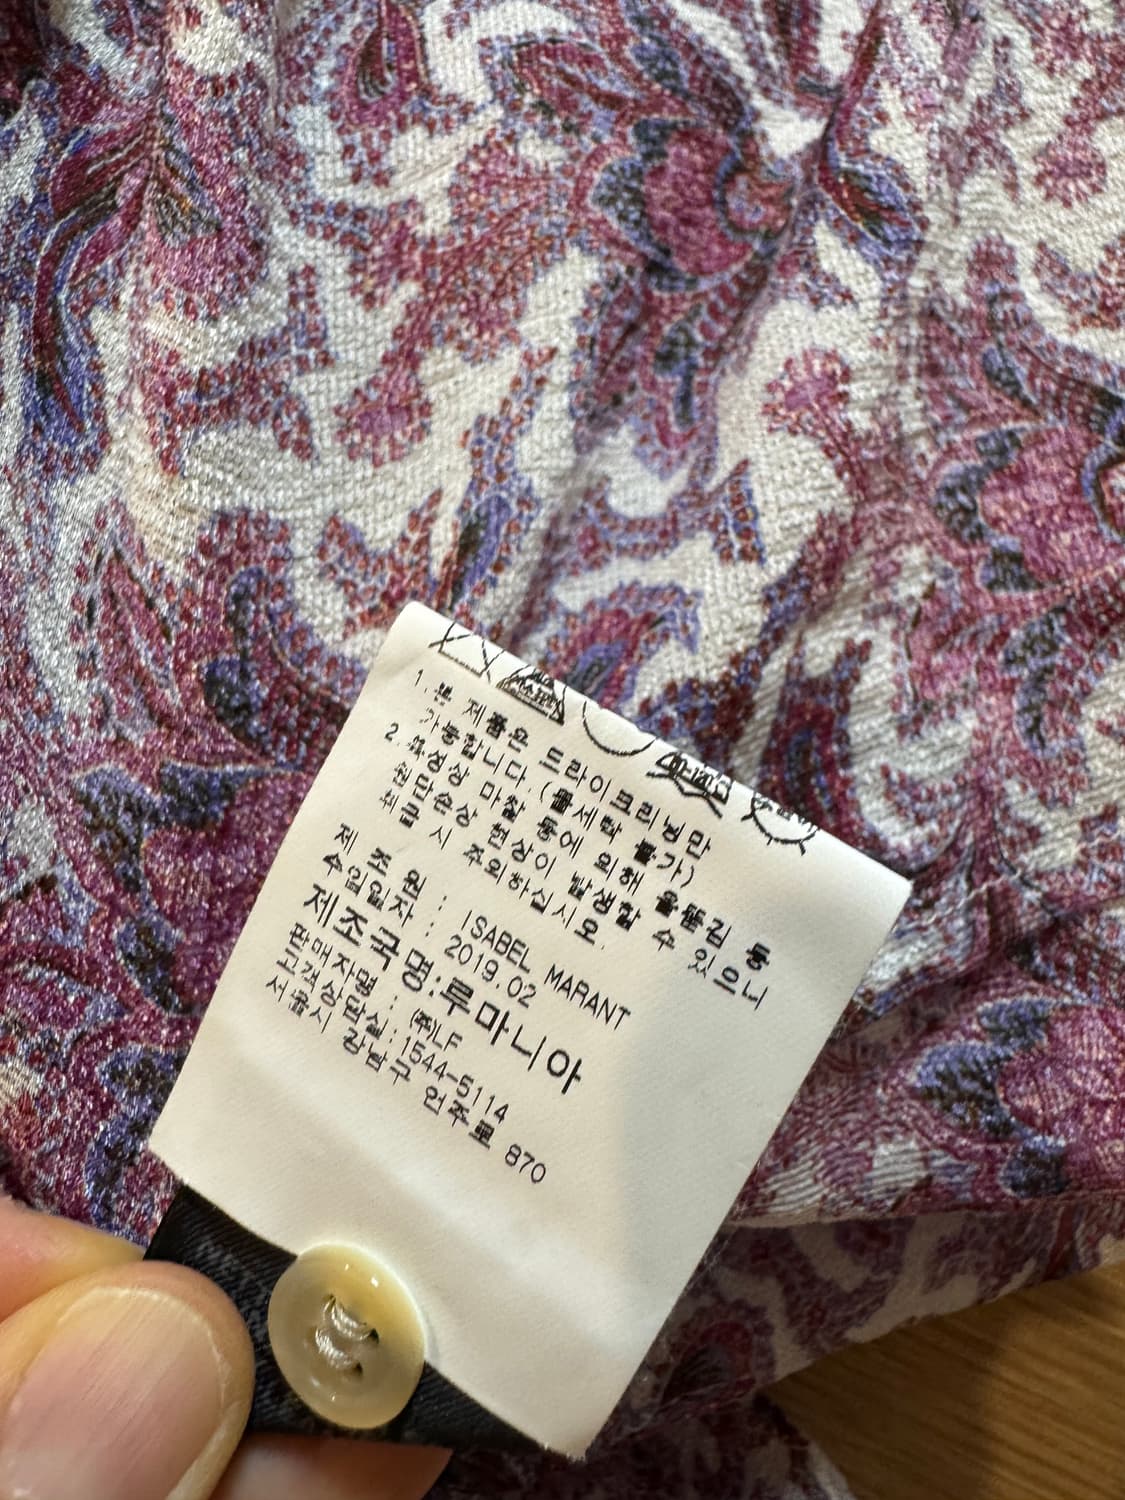 1.본 제품은 드라이크리닝만
가능합니다.(물세탁 불가)
2.특성상 마찰 등에 의해 올뜯김 등
원단손상 현상이 발생할 수 있으니
취급 시 주의하십시오.
제 조 원 : ISABEL MARANT
수입일자 : 2019.02
제조국명:루마니아
판매자명 : (주)LF
고객상담실:1544-5114
서울시 강남구 언주로 870